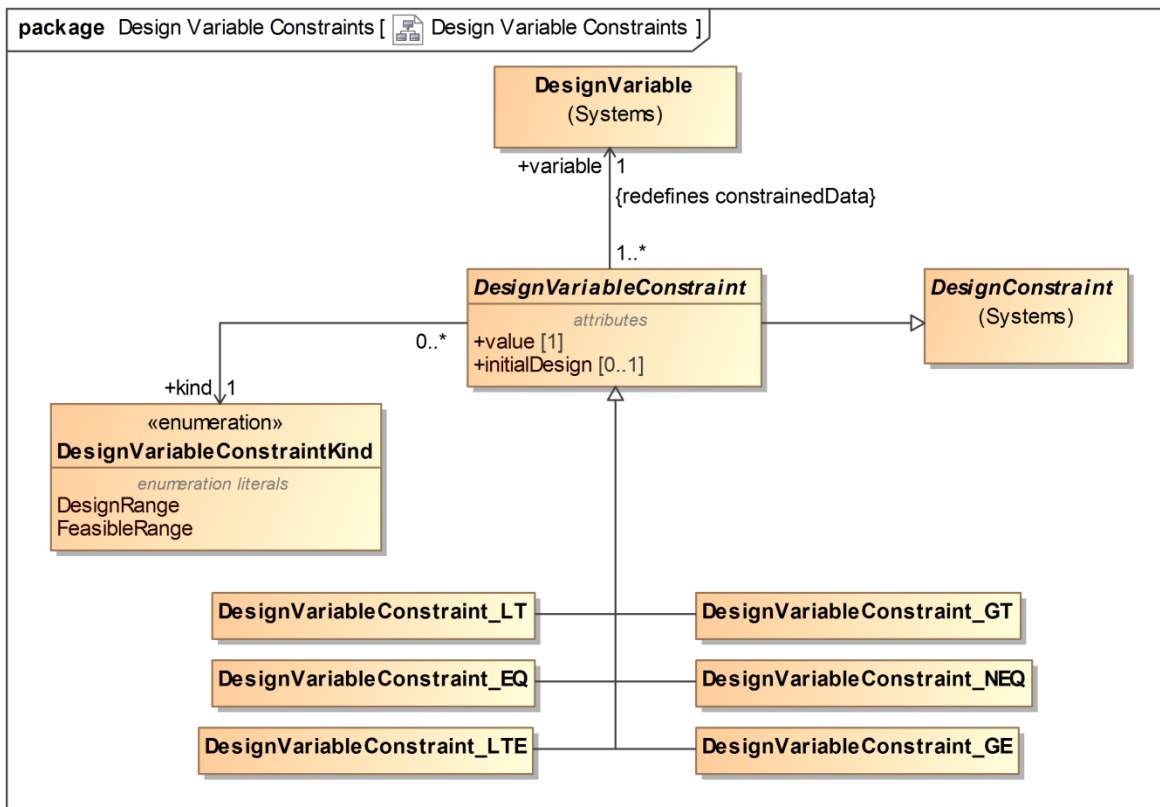 package Design Variable Constraints [ Design Variable Constraints ]
DesignVariable
(Systems)
+variable 1
{redefines constrainedData}
1..*
DesignVariableConstraint
attributes
+value [1]
+initialDesign [0..1]
DesignConstraint
(Systems)
0..*
+kind 1
«enumeration»
DesignVariableConstraintKind
enumeration literals
DesignRange
FeasibleRange
DesignVariableConstraint_LT
DesignVariableConstraint_GT
DesignVariableConstraint_EQ
DesignVariableConstraint_NEQ
DesignVariableConstraint_LTE
DesignVariableConstraint_GE